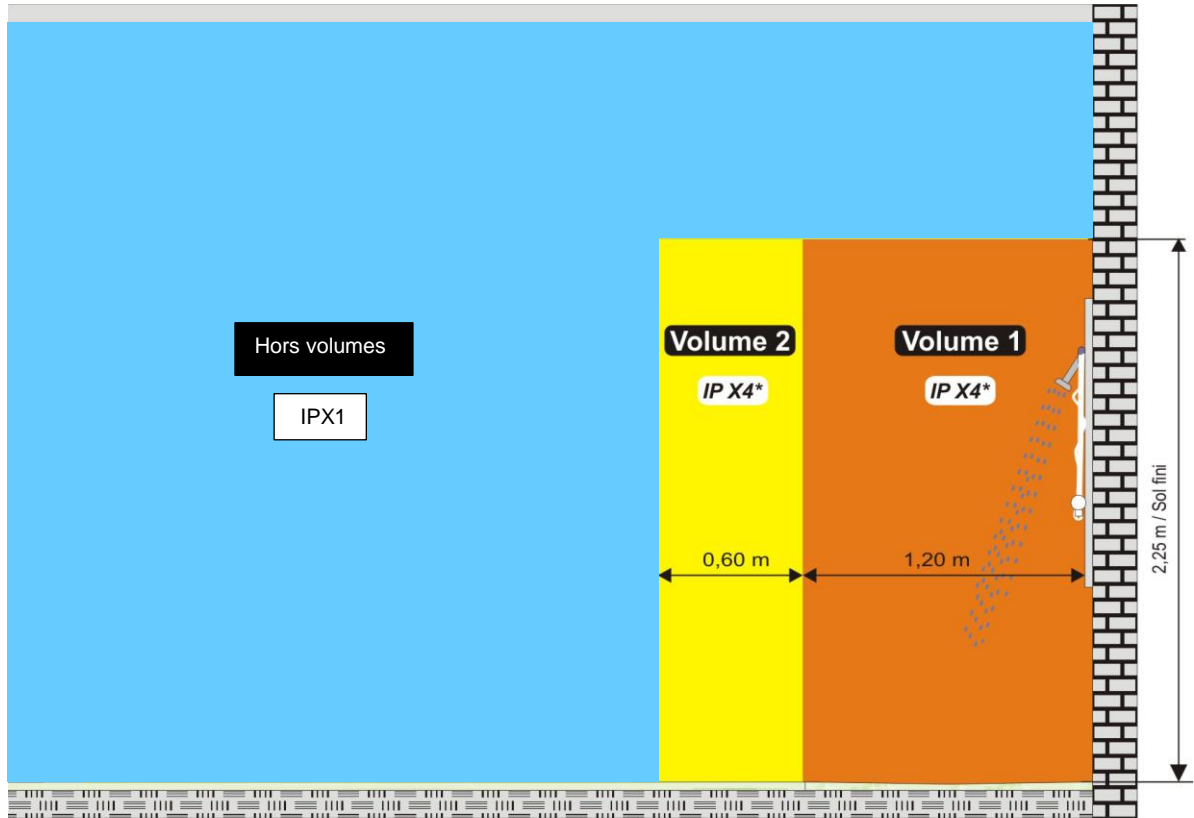 Hors volumes
IPX1
Volume 2
IP X4*
Volume 1
IP X4*
0,60 m
1,20 m
2,25 m / Sol fini